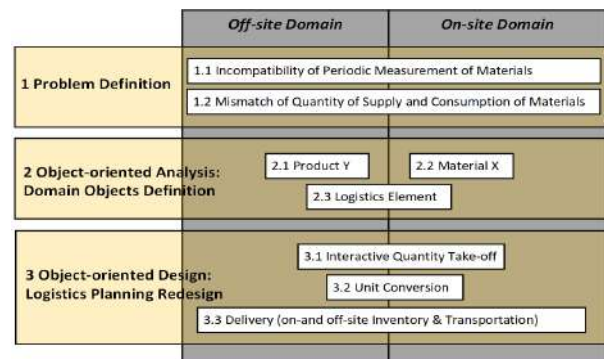 Off-site Domain On-site Domain
1 Problem Definition
1.1 Incompatibility of Periodic Measurement of Materials
1.2 Mismatch of Quantity of Supply and Consumption of Materials
2 Object-oriented Analysis:
Domain Objects Definition
2.1 Product Y
2.2 Material X
2.3 Logistics Element
3 Object-oriented Design:
Logistics Planning Redesign
3.1 Interactive Quantity Take-off
3.2 Unit Conversion
3.3 Delivery (on-and off-site Inventory & Transportation)